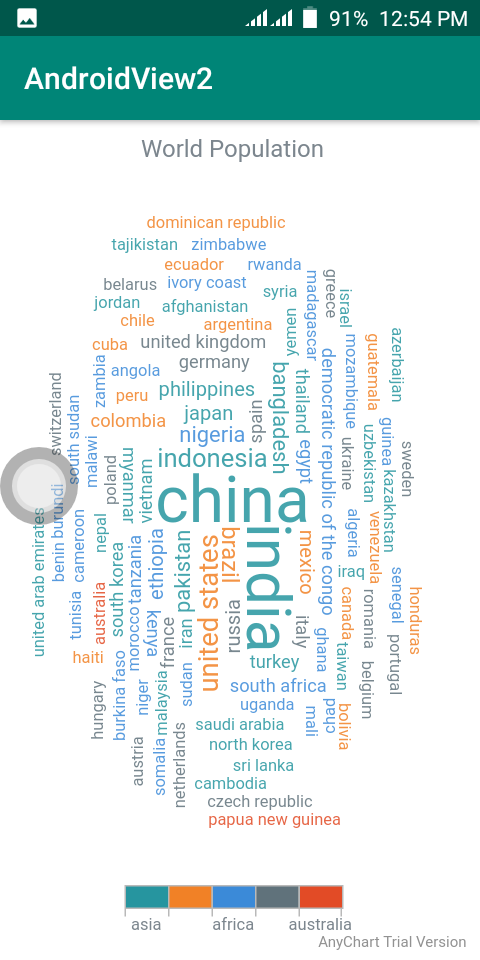 91% 12:54 PM
AndroidView2
World Population
dominican republic
tajikistan zimbabwe
ecuador rwanda
belarus ivory coast
syria
madagascar
greece
israel
jordan
afghanistan
chile
argentina
yemen
cuba
united kingdom
mozambique
guatemala
azerbaijan
zambia
angola
germany
bangladesh
thailand
democratic republic of the congo
switzerland
south sudan
peru
philippines
colombia
japan
spain
nigeria
egypt
ukraine
uzbekistan
guinea
kazakhstan
sweden
malawi
poland
myanmar
vietnam
indonesia
china
india
united arab emirates
benin
burundi
cameroon
nepal
south korea
tanzania
ethiopia
pakistan
united states
brazil
mexico
algeria
venezuela
iraq
senegal
honduras
tunisia
australia
morocco
kenya
france
iran
russia
italy
ghana
canada
taiwan
romania
portugal
haiti
turkey
belgium
hungary
burkina faso
niger
malaysia
sudan
south africa
uganda
mali
chad
bolivia
saudi arabia
austria
somalia
netherlands
north korea
sri lanka
cambodia
czech republic
papua new guinea
asia africa australia
AnyChart Trial Version